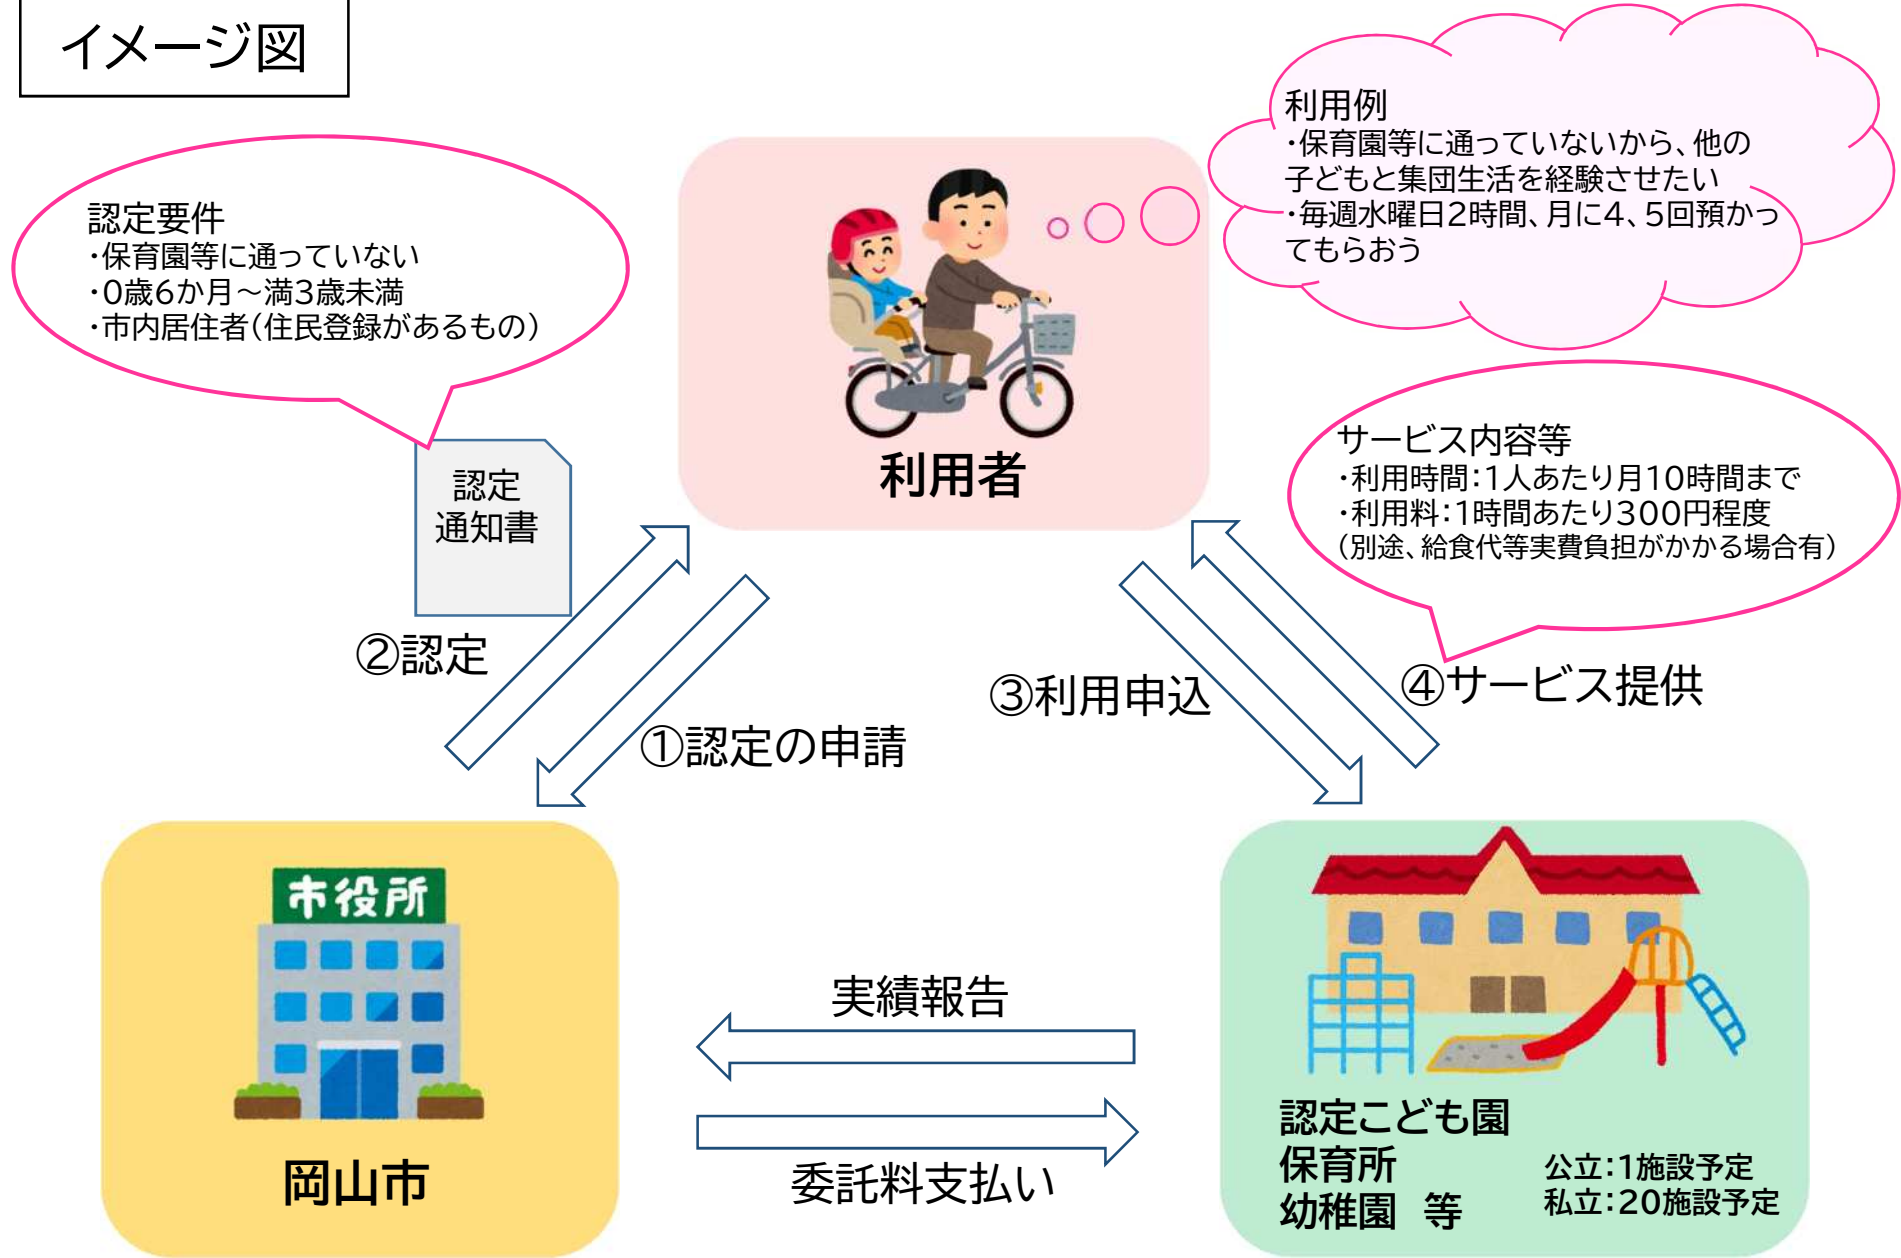 イメージ図
利用例
・保育園等に通っていないから、他の
子どもと集団生活を経験させたい
・毎週水曜日2時間、月に4、5回預かっ
てもらおう
認定要件
・保育園等に通っていない
・0歳6か月～満3歳未満
・市内居住者(住民登録があるもの)
利用者
サービス内容等
・利用時間：1人あたり月10時間まで
・利用料：1時間あたり300円程度
(別途、給食代等実費負担がかかる場合有)
認定
通知書
②認定
①認定の申請
③利用申込
④サービス提供
市役所
岡山市
実績報告
委託料支払い
認定こども園
保育所
幼稚園 等
公立：1施設予定
私立：20施設予定